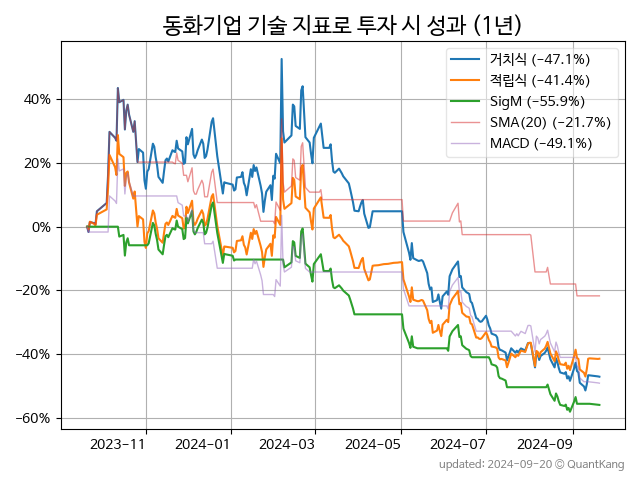 동화기업 기술 지표로 투자 시 성과 (1년)
거치식 (−47.1%)
적립식 (−41.4%)
SigM (−55.9%)
SMA(20) (−21.7%)
MACD (−49.1%)
40%
20%
0%
−20%
−40%
−60%
2023−11 2024−01 2024−03 2024−05 2024−07 2024−09
updated: 2024−09−20 © QuantKang